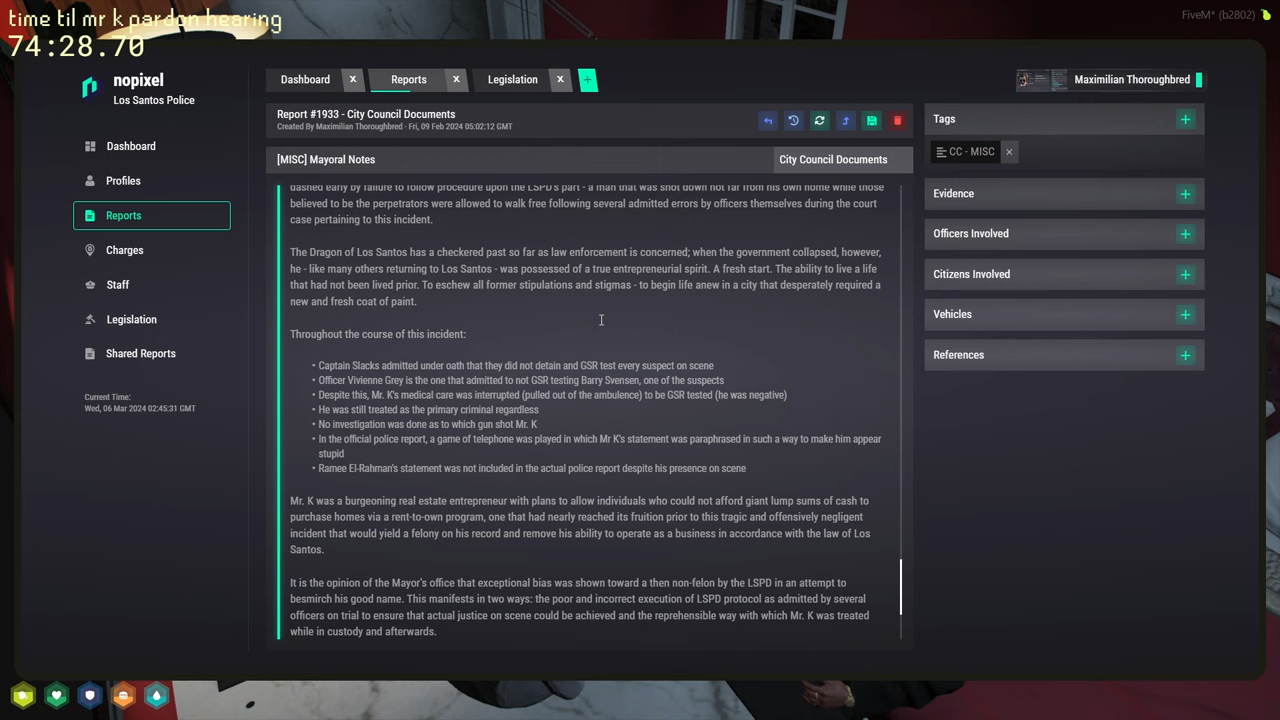 time til mr k pardon hearing
74:28.70
FiveM* (b2802)
nopixel
Los Santos Police
Dashboard
Profiles
Reports
Charges
Staff
Legislation
Shared Reports
Current Time:
Wed, 06 Mar 2024 02:45:31 GMT
Dashboard x Reports x Legislation x +
Maximilian Thoroughbred
Report #1933 - City Council Documents
Created By Maximilian Thoroughbred · Fri, 09 Feb 2024 05:02:12 GMT
[MISC] Mayoral Notes
City Council Documents
dashed early by failure to follow procedure upon the LSPD's part - a man that was shot down not far from his own home while those
believed to be the perpetrators were allowed to walk free following several admitted errors by officers themselves during the court
case pertaining to this incident.
The Dragon of Los Santos has a checkered past so far as law enforcement is concerned; when the government collapsed, however,
he - like many others returning to Los Santos - was possessed of a true entrepreneurial spirit. A fresh start. The ability to live a life
that had not been lived prior. To eschew all former stipulations and stigmas - to begin life anew in a city that desperately required a
new and fresh coat of paint.
Throughout the course of this incident:
• Captain Slacks admitted under oath that they did not detain and GSR test every suspect on scene
• Officer Vivienne Grey is the one that admitted to not GSR testing Barry Svensen, one of the suspects
• Despite this, Mr. K's medical care was interrupted (pulled out of the ambulence) to be GSR tested (he was negative)
• He was still treated as the primary criminal regardless
• No investigation was done as to which gun shot Mr. K
• In the official police report, a game of telephone was played in which Mr K's statement was paraphrased in such a way to make him appear
stupid
• Ramee El-Rahman's statement was not included in the actual police report despite his presence on scene
Mr. K was a burgeoning real estate entrepreneur with plans to allow individuals who could not afford giant lump sums of cash to
purchase homes via a rent-to-own program, one that had nearly reached its fruition prior to this tragic and offensively negligent
incident that would yield a felony on his record and remove his ability to operate as a business in accordance with the law of Los
Santos.
It is the opinion of the Mayor's office that exceptional bias was shown toward a then non-felon by the LSPD in an attempt to
besmirch his good name. This manifests in two ways: the poor and incorrect execution of LSPD protocol as admitted by several
officers on trial to ensure that actual justice on scene could be achieved and the reprehensible way with which Mr. K was treated
while in custody and afterwards.
Tags
CC - MISC x
Evidence
Officers Involved
Citizens Involved
Vehicles
References